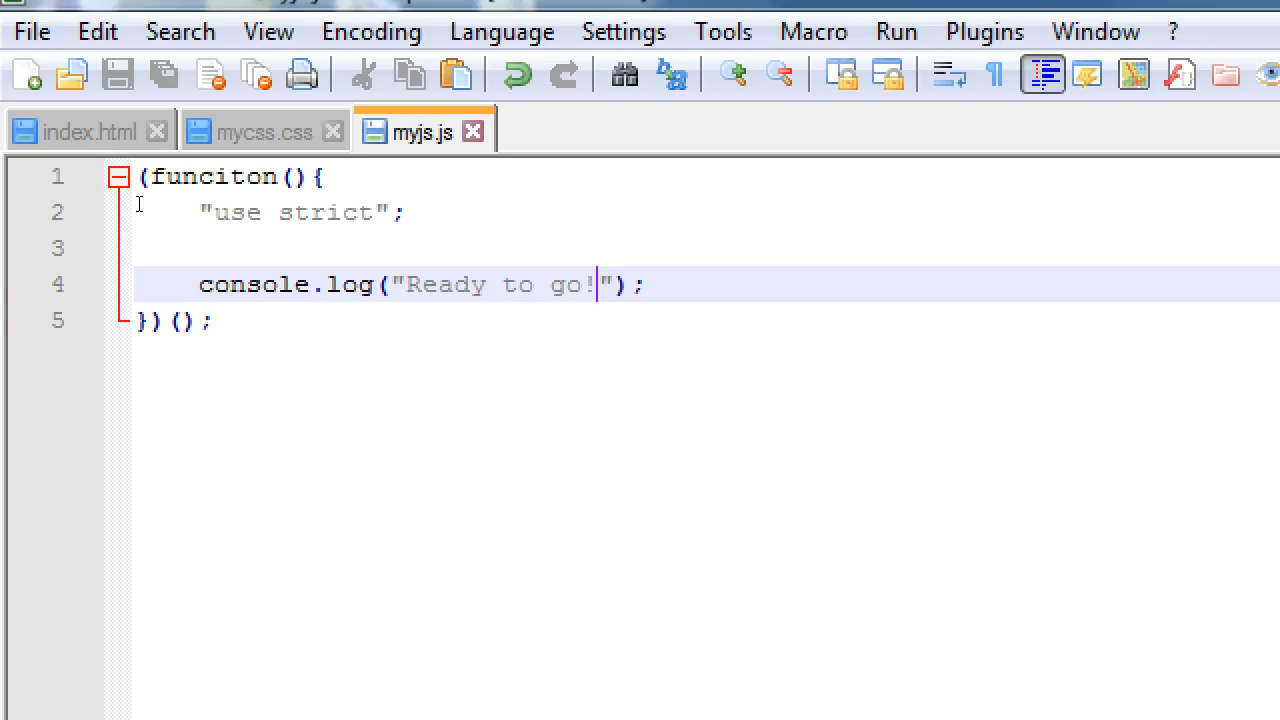 File Edit Search View Encoding Language Settings Tools Macro Run Plugins Window ?
index.html mycss.css myjs.js
1 (funciton(){
2 "use strict";
3
4 console.log("Ready to go!");
5 })();